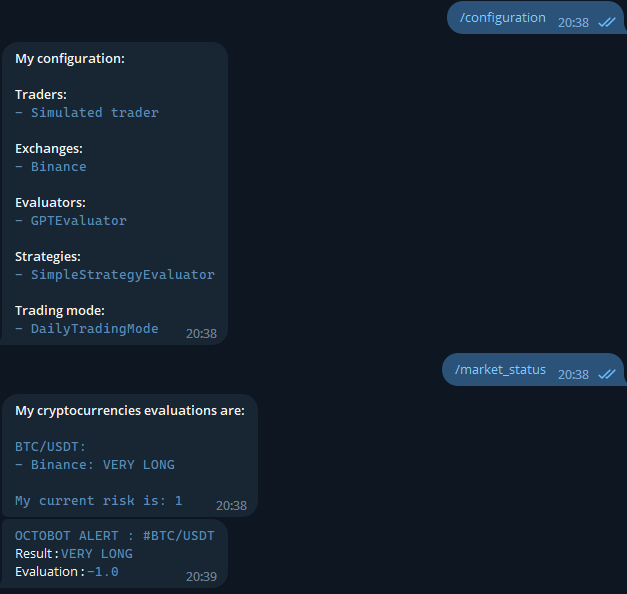 /configuration 20:38
My configuration:
Traders:
- Simulated trader
Exchanges:
- Binance
Evaluators:
- GPTEvaluator
Strategies:
- SimpleStrategyEvaluator
Trading mode:
- DailyTradingMode 20:38
/market_status 20:38
My cryptocurrencies evaluations are:
BTC/USDT:
- Binance: VERY LONG
My current risk is: 1 20:38
OCTOBOT ALERT : #BTC/USDT
Result : VERY LONG
Evaluation : -1.0 20:39